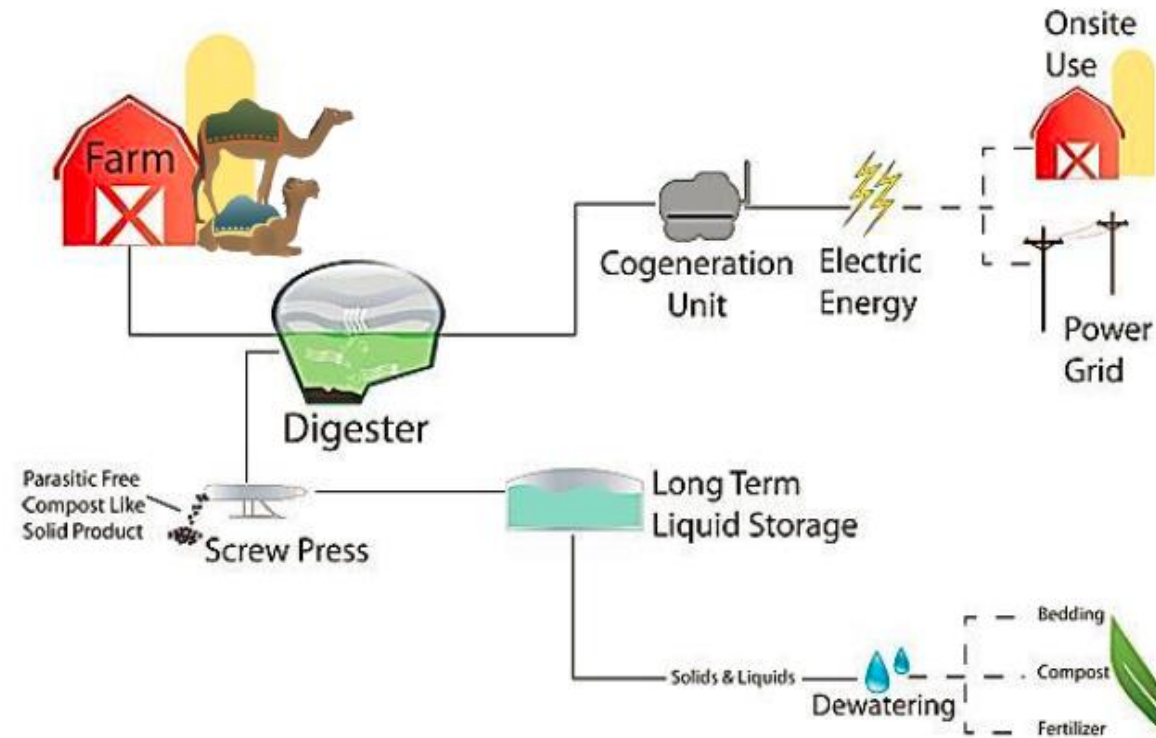 Farm
Onsite
Use
Cogeneration
Unit
Electric
Energy
Power
Grid
Digester
Parasitic Free
Compost Like
Solid Product
Screw Press
Long Term
Liquid Storage
Solids & Liquids
Dewatering
Bedding
Compost
Fertilizer